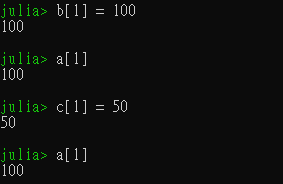 julia> b[1] = 100
100
julia> a[1]
100
julia> c[1] = 50
50
julia> a[1]
100